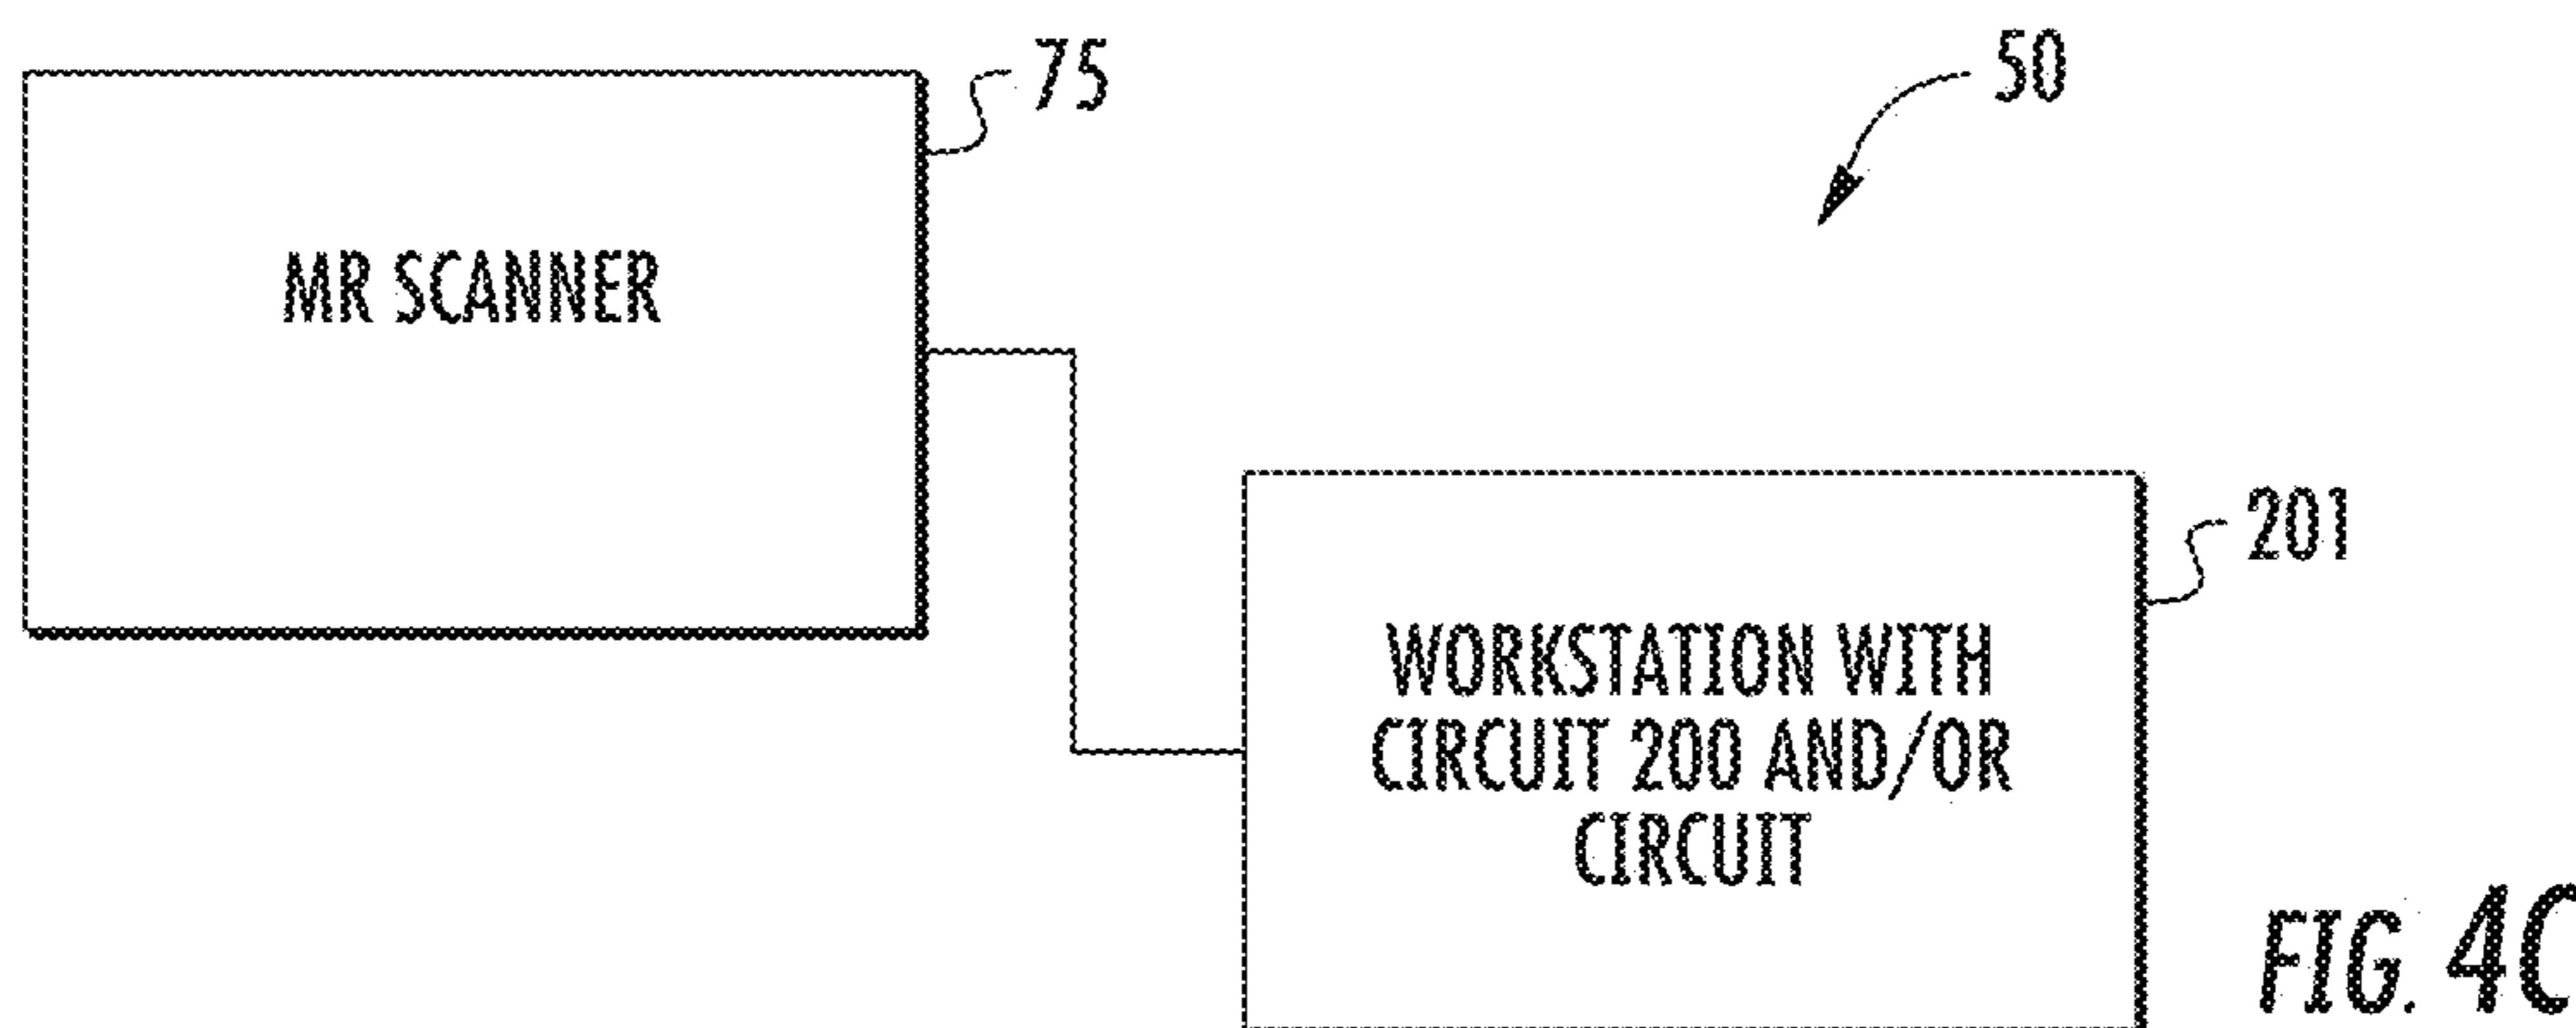 75
50
MR SCANNER
201
WORKSTATION WITH
CIRCUIT 200 AND/OR
CIRCUIT
FIG. 4C